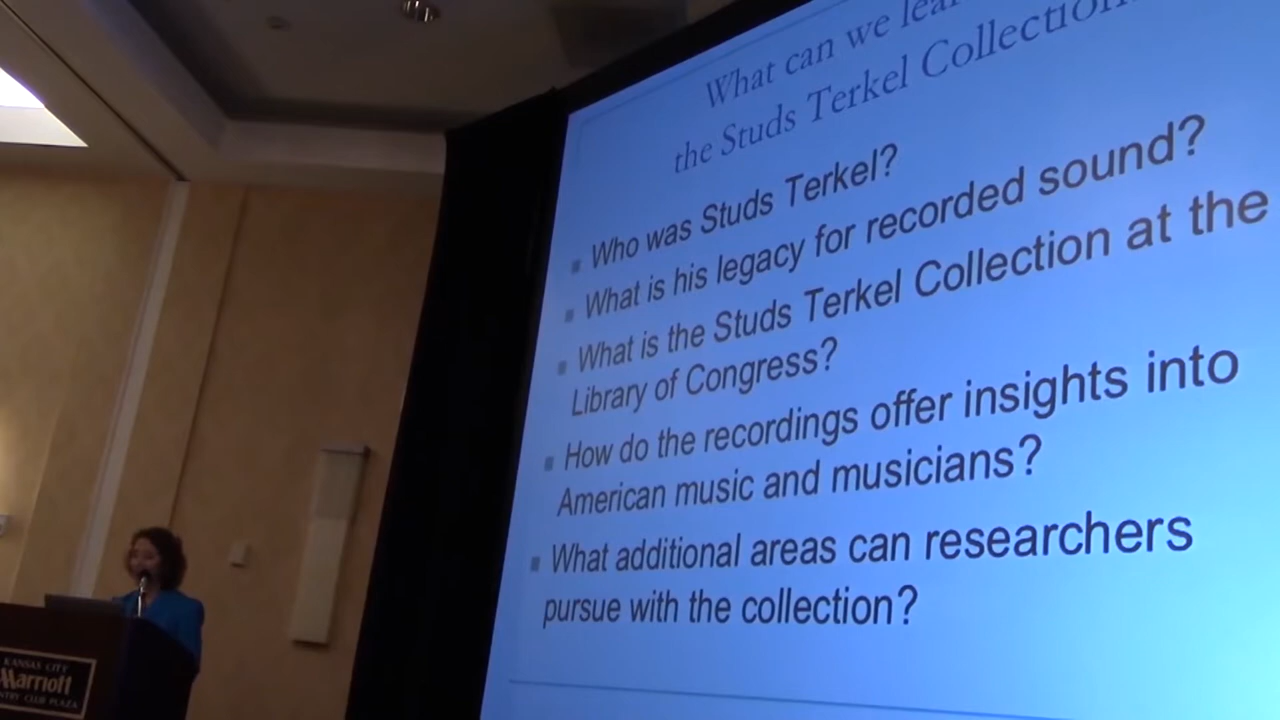 What can we
the Studs Terkel Collection
Who was Studs Terkel?
What is his legacy for recorded sound?
What is the Studs Terkel Collection at the
Library of Congress?
How do the recordings offer insights into
American music and musicians?
What additional areas can researchers
pursue with the collection?
KANSAS CITY
Marriott
CLUB PLAZA